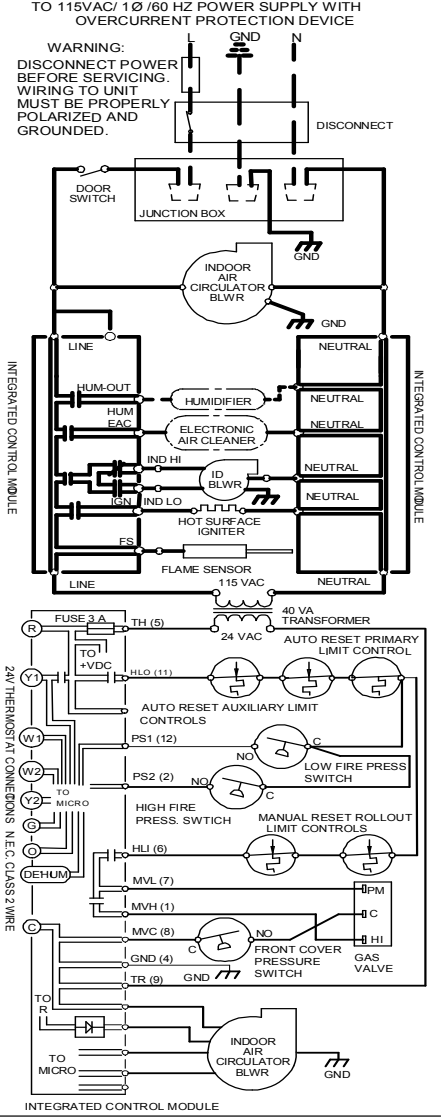 TO 115VAC/ 1Ø /60 HZ POWER SUPPLY WITH
OVERCURRENT PROTECTION DEVICE
WARNING:
DISCONNECT POWER
BEFORE SERVICING.
WIRING TO UNIT
MUST BE PROPERLY
POLARIZED AND
GROUNDED.
L
GND
N
DISCONNECT
DOOR
SWITCH
JUNCTION BOX
GND
INDOOR
AIR
CIRCULATOR
BLWR
GND
LINE
NEUTRAL
INTEGRATED CONTROL MODULE
INTEGRATED CONTROL MODULE
HUM-OUT
HUMIDIFIER
NEUTRAL
HUM
EAC
ELECTRONIC
AIR CLEANER
NEUTRAL
IND HI
ID
BLWR
NEUTRAL
IGN
IND LO
NEUTRAL
HOT SURFACE
IGNITER
FS
FLAME SENSOR
LINE
115 VAC
NEUTRAL
40 VA
TRANSFORMER
24 VAC
R
FUSE 3 A
TH (5)
TO
+VDC
AUTO RESET PRIMARY
LIMIT CONTROL
Y1
HLO (11)
AUTO RESET AUXILIARY LIMIT
CONTROLS
24V THERMOSTAT CONNECTIONS N.E.C. CLASS 2 WIRE
W1
PS1 (12)
NO
C
LOW FIRE PRESS
SWITCH
W2
PS2 (2)
NO
C
TO
MICRO
Y2
HIGH FIRE
PRESS. SWTICH
G
MANUAL RESET ROLLOUT
LIMIT CONTROLS
O
HLI (6)
DEHUM
MVL (7)
PM
MVH (1)
C
C
MVC (8)
NO
C
HI
FRONT COVER
PRESSURE
SWITCH
GAS
VALVE
GND (4)
GND
TR (9)
TO
R
INDOOR
AIR
CIRCULATOR
BLWR
TO
MICRO
GND
INTEGRATED CONTROL MODULE